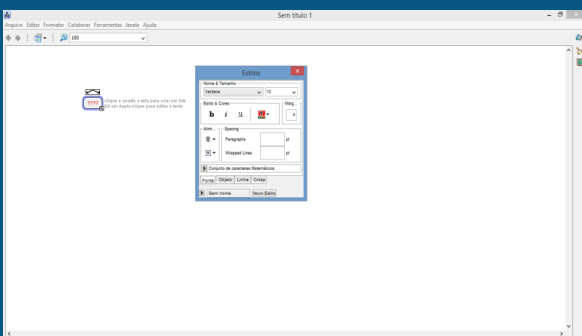 Sem título 1
Arquivo Editar Formatar Colaborar Ferramentas Janela Ajuda
100
????
clique e arraste a seta para criar um link
dê um duplo clique para editar o texto
Estilos
Nome & Tamanho
Verdana 12
Estilo & Cores
Marg...
b i u
Alinh...
Spacing
Paragraphs pt
Wrapped Lines pt
Conjunto de caracteres Matemáticos
Fonte Objeto Linha Cmap
Sem nome Novo Estilo